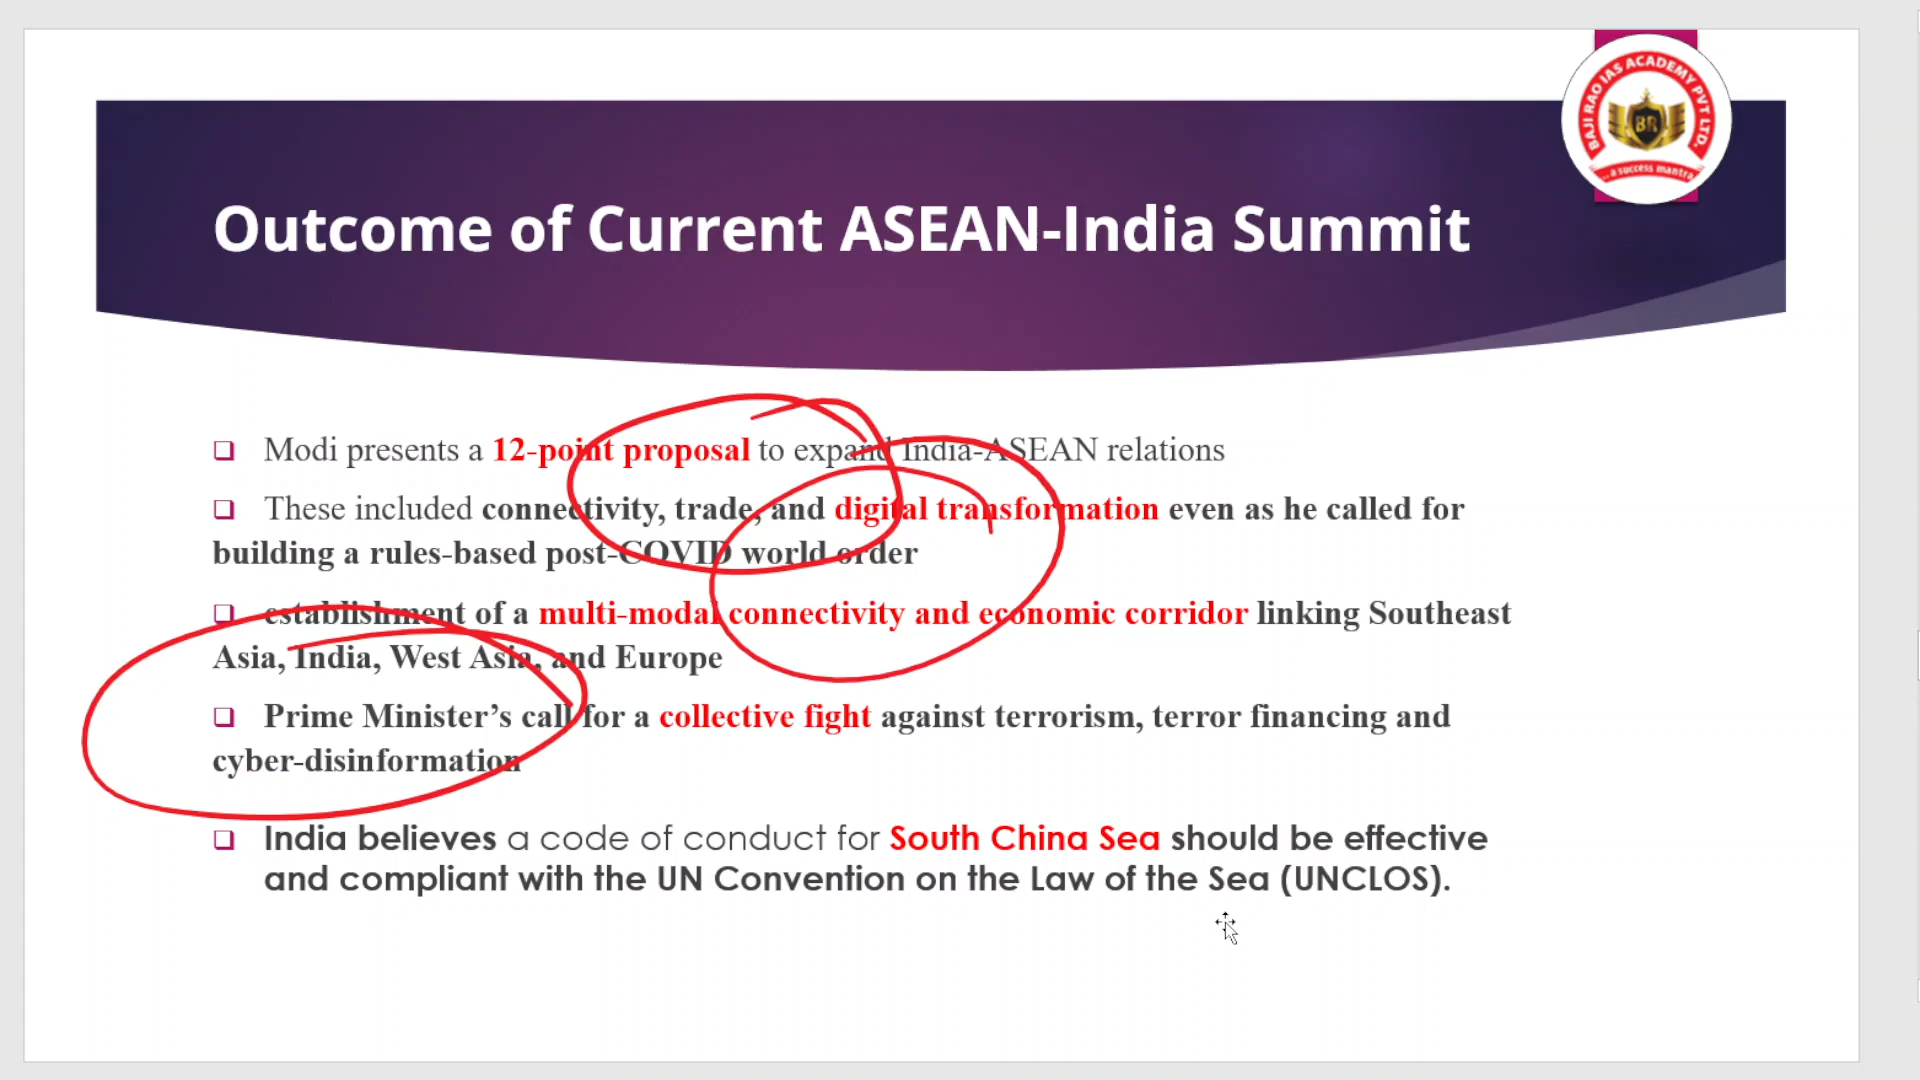 BAJI RAO IAS ACADEMY PVT LTD.
BR
...a success mantra
Outcome of Current ASEAN-India Summit
Modi presents a 12-point proposal to expand India-ASEAN relations
These included connectivity, trade, and digital transformation even as he called for
building a rules-based post-COVID world order
establishment of a multi-modal connectivity and economic corridor linking Southeast
Asia, India, West Asia, and Europe
Prime Minister’s call for a collective fight against terrorism, terror financing and
cyber-disinformation
India believes a code of conduct for South China Sea should be effective
and compliant with the UN Convention on the Law of the Sea (UNCLOS).